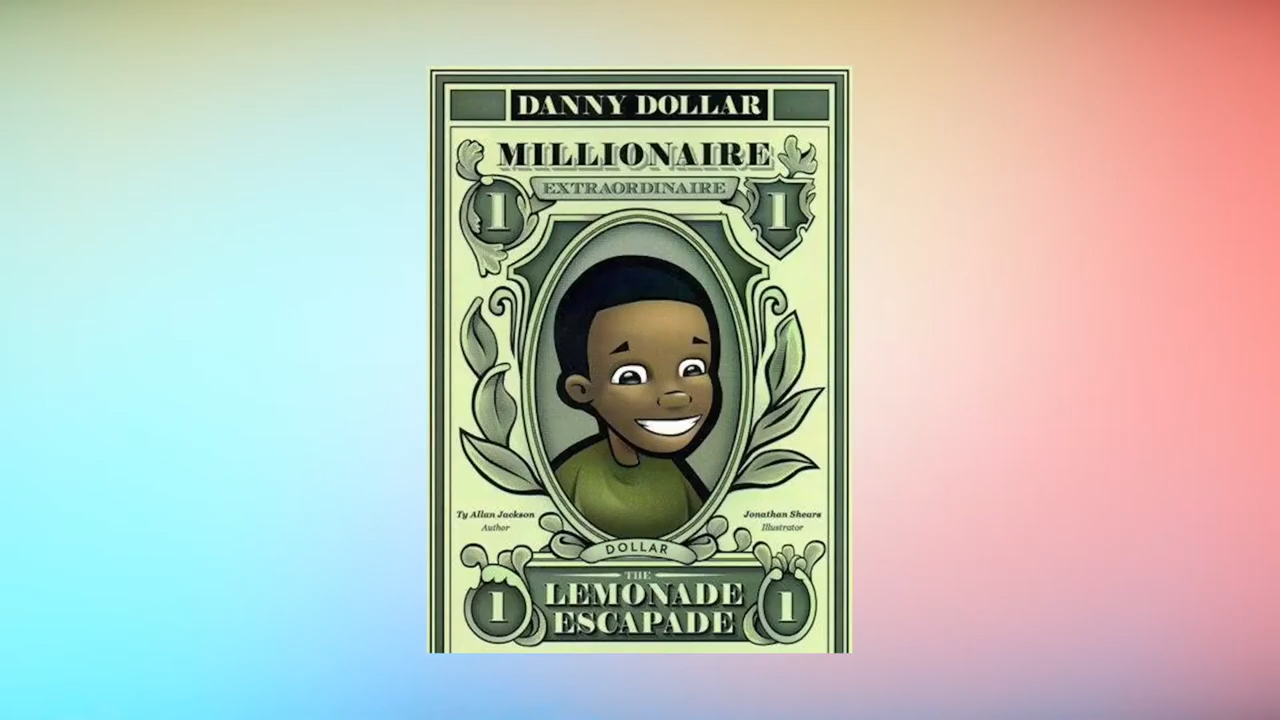 DANNY DOLLAR
MILLIONAIRE
EXTRAORDINAIRE
1 1
Ty Allan Jackson
Author
Jonathan Shears
Illustrator
DOLLAR
THE
LEMONADE
ESCAPADE
1 1